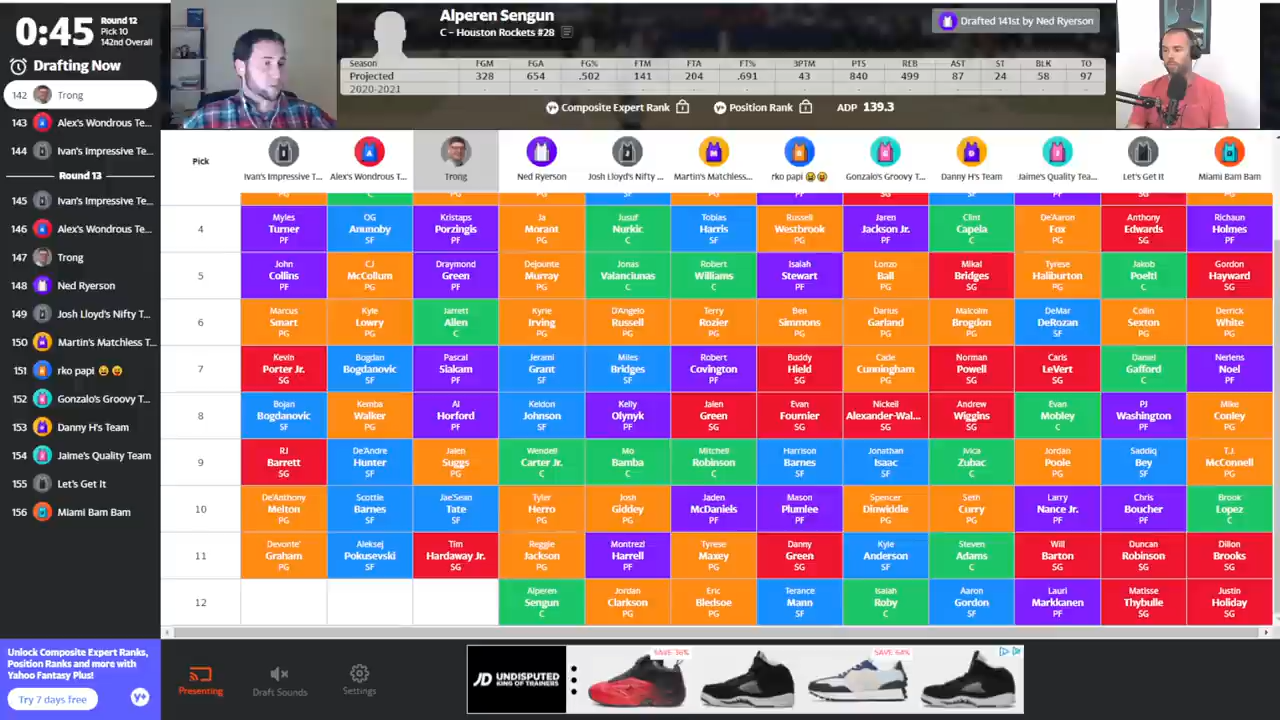 0:45
Round 12
Pick 10
142nd Overall
Drafting Now
142 Trong
143 Alex's Wondrous Te...
144 Ivan's Impressive Te...
Round 13
145 Ivan's Impressive Te...
146 Alex's Wondrous Te...
147 Trong
148 Ned Ryerson
149 Josh Lloyd's Nifty T...
150 Martin's Matchless T...
151 rko papi 😆😛
152 Gonzalo's Groovy T...
153 Danny H's Team
154 Jaime's Quality Team
155 Let's Get It
156 Miami Bam Bam
Unlock Composite Expert Ranks,
Position Ranks and more with
Yahoo Fantasy Plus!
Try 7 days free
y+
Alperen Sengun
C – Houston Rockets #28
Drafted 141st by Ned Ryerson
Season FGM FGA FG% FTM FTA FT% 3PTM PTS REB AST ST BLK TO
Projected 328 654 .502 141 204 .691 43 840 499 87 24 58 97
2020-2021 - - - - - - - - - - - - -
Y+ Composite Expert Rank Y+ Position Rank ADP 139.3
Pick Ivan's Impressive T... Alex's Wondrous Te... Trong Ned Ryerson Josh Lloyd's Nifty ... Martin's Matchless... rko papi 😆😛 Gonzalo's Groovy T... Danny H's Team Jaime's Quality Tea... Let's Get It Miami Bam Bam
PG C PG PG SF PG PF SG SF PF SG PG
Myles OG Kristaps Ja Jusuf Tobias Russell Jaren Clint De'Aaron Anthony Richaun
4 Turner Anunoby Porzingis Morant Nurkic Harris Westbrook Jackson Jr. Capela Fox Edwards Holmes
PF SF PF PG C SF PG PF C PG SG PF
John CJ Draymond Dejounte Jonas Robert Isaiah Lonzo Mikal Tyrese Jakob Gordon
5 Collins McCollum Green Murray Valanciunas Williams Stewart Ball Bridges Haliburton Poeltl Hayward
PF PG PF PG C C PF PG SG PG C SG
Marcus Kyle Jarrett Kyrie D'Angelo Terry Ben Darius Malcolm DeMar Collin Derrick
6 Smart Lowry Allen Irving Russell Rozier Simmons Garland Brogdon DeRozan Sexton White
PG PG C PG PG PG PG PG PG SF PG PG
Kevin Bogdan Pascal Jerami Miles Robert Buddy Cade Norman Caris Daniel Nerlens
7 Porter Jr. Bogdanovic Siakam Grant Bridges Covington Hield Cunningham Powell LeVert Gafford Noel
SG SF PF SF SF PF SG PG SG SG C PF
Bojan Kemba Al Keldon Kelly Jalen Evan Nickeil Andrew Evan PJ Mike
8 Bogdanovic Walker Horford Johnson Olynyk Green Fournier Alexander-Wal... Wiggins Mobley Washington Conley
SF PG PF SF PF SG SG SG SG C PF PG
RJ De'Andre Jalen Wendell Mo Mitchell Harrison Jonathan Ivica Jordan Saddiq T.J.
9 Barrett Hunter Suggs Carter Jr. Bamba Robinson Barnes Isaac Zubac Poole Bey McConnell
SG SF PG C C C SF SF C PG SF PG
De'Anthony Scottie Jae'Sean Tyler Josh Jaden Mason Spencer Seth Larry Chris Brook
10 Melton Barnes Tate Herro Giddey McDaniels Plumlee Dinwiddie Curry Nance Jr. Boucher Lopez
PG SF SF PG PG PF PF PG PG PF PF C
Devonte' Aleksej Tim Reggie Montrezl Tyrese Danny Kyle Steven Will Duncan Dillon
11 Graham Pokusevski Hardaway Jr. Jackson Harrell Maxey Green Anderson Adams Barton Robinson Brooks
PG SF SG PG PF PG SG SF C SG SG SG
Alperen Jordan Eric Terance Isaiah Aaron Lauri Matisse Justin
12 Sengun Clarkson Bledsoe Mann Roby Gordon Markkanen Thybulle Holiday
C PG PG SF C SF PF SG SG
Presenting
Draft Sounds
Settings
JD UNDISPUTED
KING OF TRAINERS
SAVE 36%
SAVE 64%